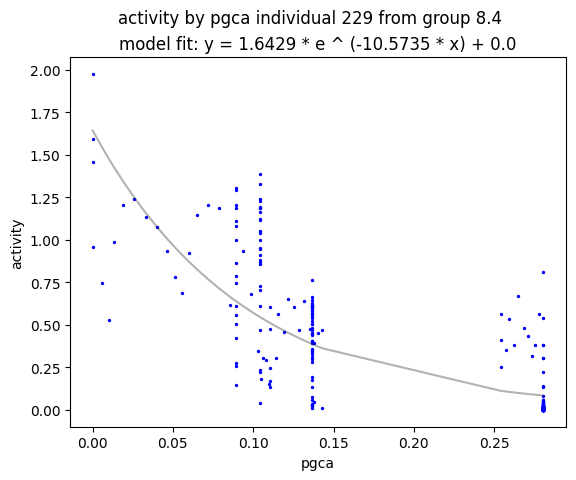 activity by pgca individual 229 from group 8.4
model fit: y = 1.6429 * e ^ (-10.5735 * x) + 0.0
2.00
1.75
1.50
1.25
1.00
0.75
0.50
0.25
0.00
activity
0.00 0.05 0.10 0.15 0.20 0.25
pgca